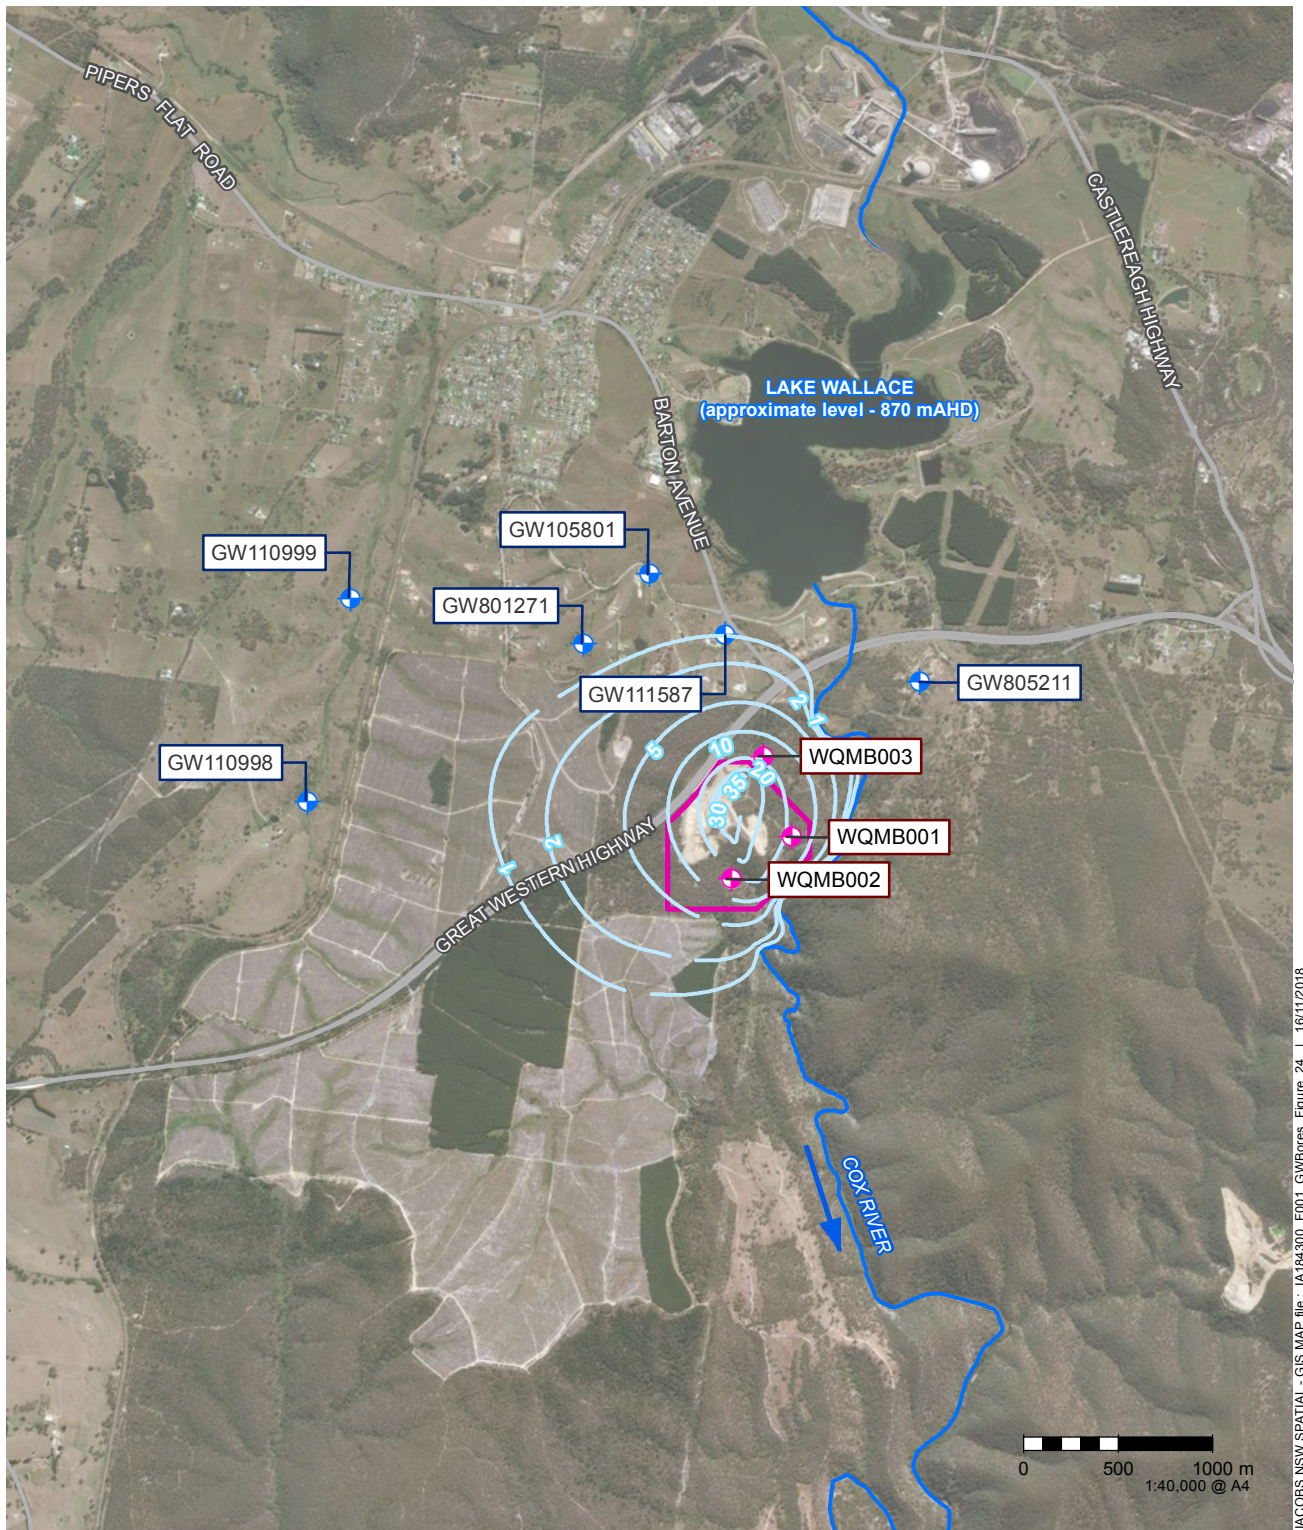 PIPERS FLAT ROAD
CASTLEREAGH HIGHWAY
LAKE WALLACE
(approximate level - 870 mAHD)
BARTON AVENUE
GW105801
GW110999
GW801271
GW111587
GW805211
2
1
5
10
WQMB003
GW110998
20
35
30
WQMB001
2
1
GREAT WESTERN HIGHWAY
WQMB002
COX RIVER
0 500 1000 m
1:40,000 @ A4
JACOBS NSW SPATIAL - GIS MAP file : IA184300_F001_GWBores_Figure_24 | 16/11/2018